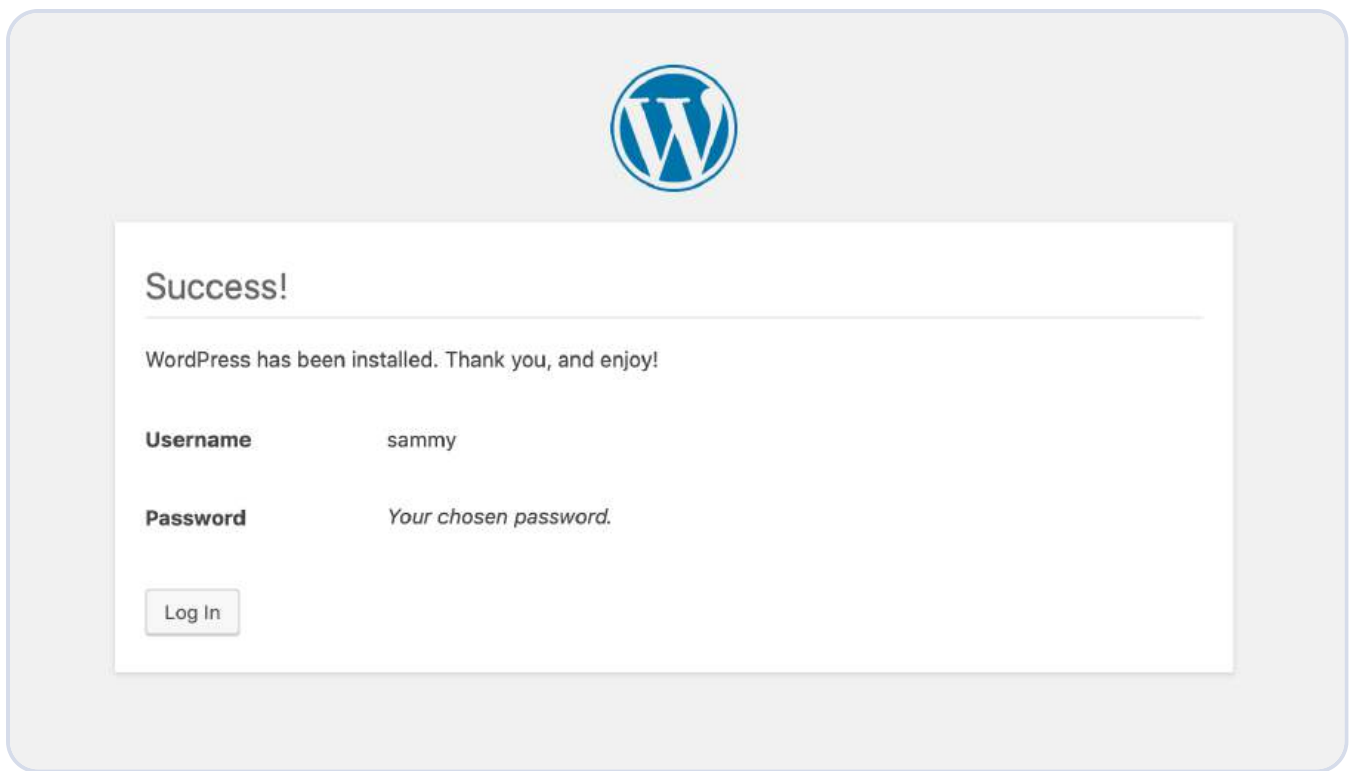 Success!
WordPress has been installed. Thank you, and enjoy!
Username sammy
Password Your chosen password.
Log In